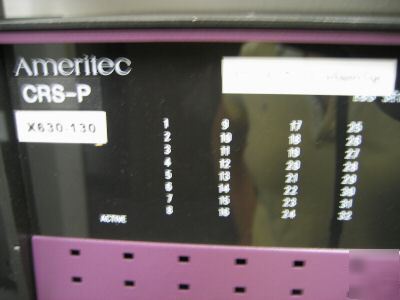 Ameritec
CRS-P
X630-130
1 9 17 25
2 10 18 26
3 11 19 27
4 12 20 28
5 13 21 29
6 14 22 30
7 15 23 31
8 16 24 32
ACTIVE